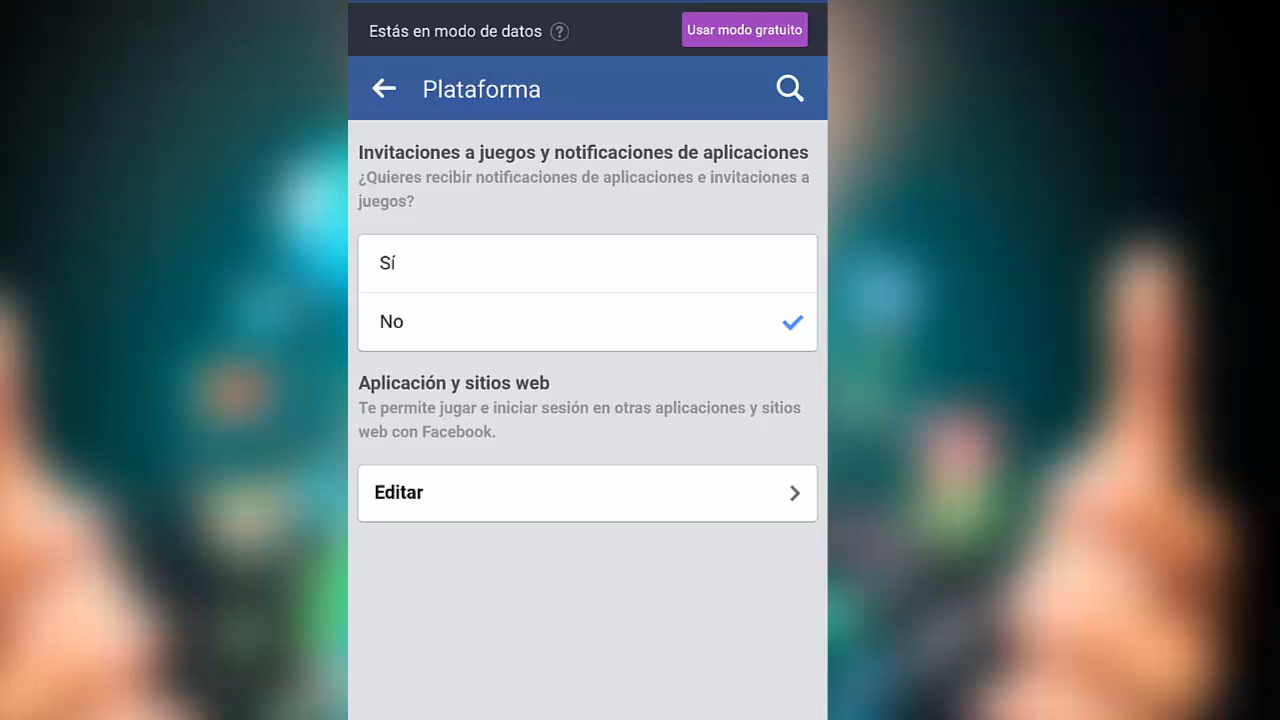 Estás en modo de datos ?
Usar modo gratuito
Plataforma
Invitaciones a juegos y notificaciones de aplicaciones
¿Quieres recibir notificaciones de aplicaciones e invitaciones a
juegos?
Sí
No
Aplicación y sitios web
Te permite jugar e iniciar sesión en otras aplicaciones y sitios
web con Facebook.
Editar